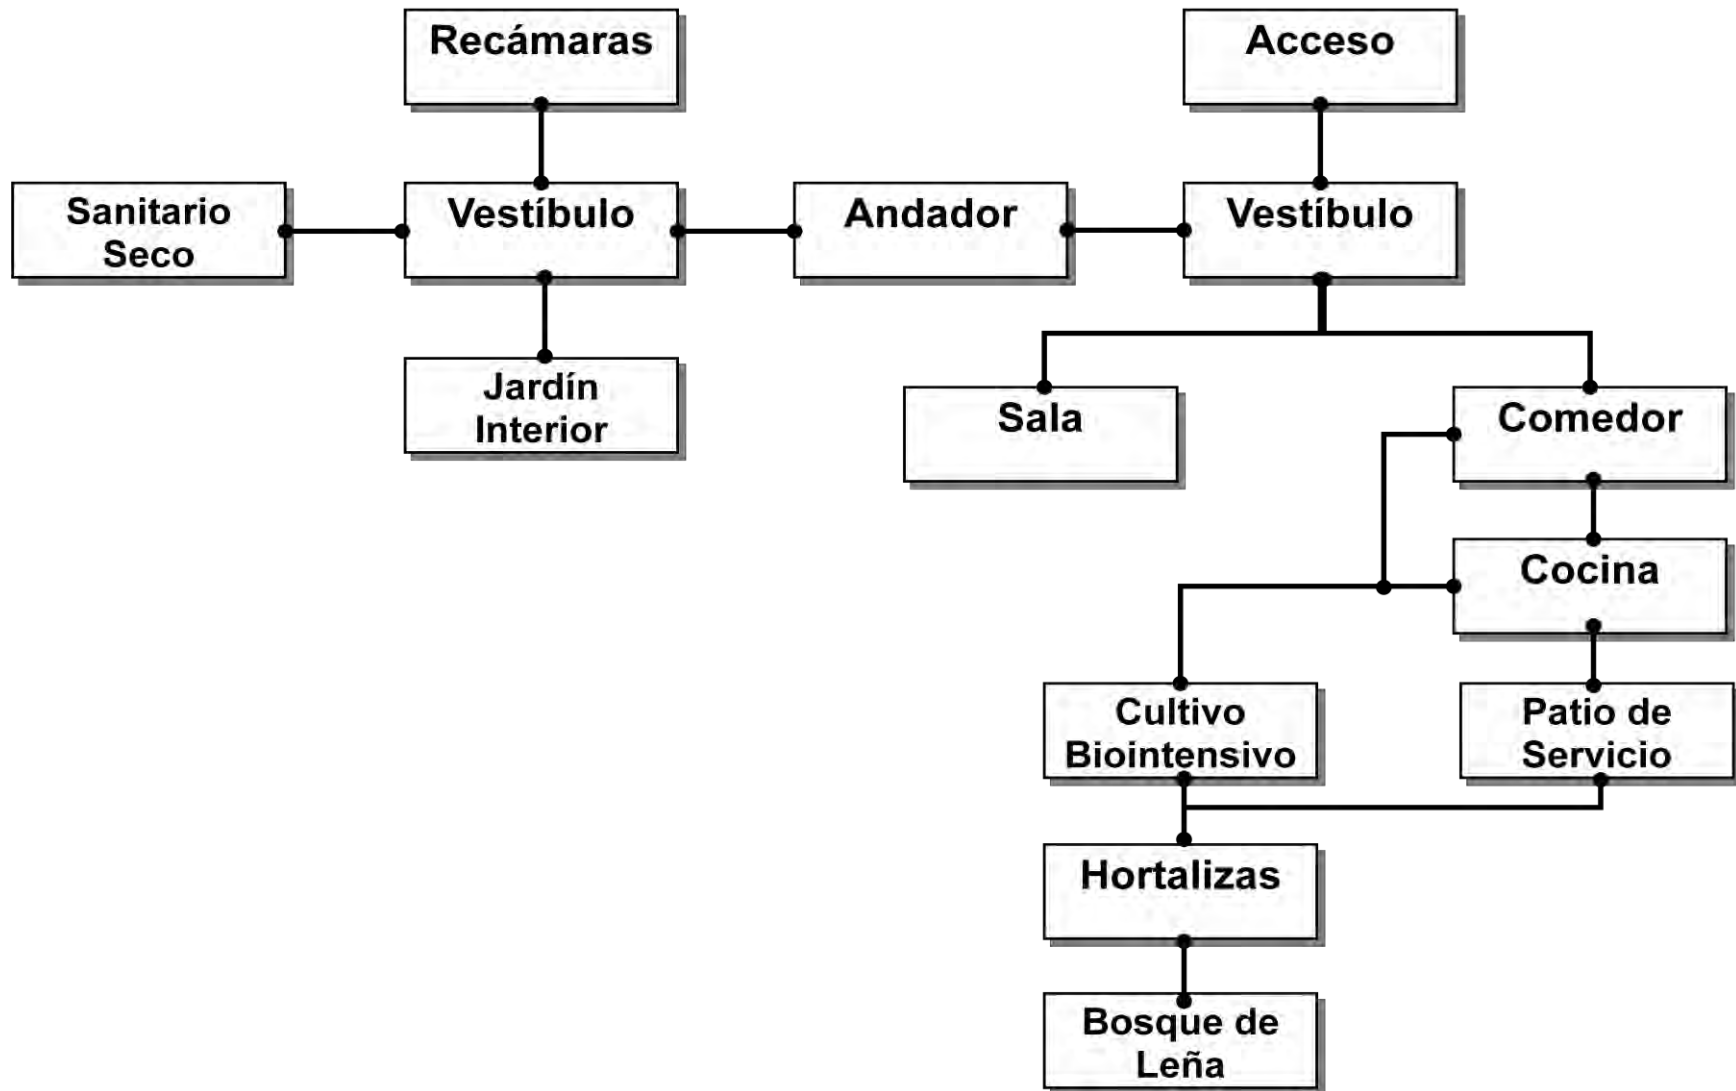 Recámaras
Acceso
Sanitario
Seco
Vestíbulo
Andador
Vestíbulo
Jardín
Interior
Sala
Comedor
Cocina
Cultivo
Biointensivo
Patio de
Servicio
Hortalizas
Bosque de
Leña